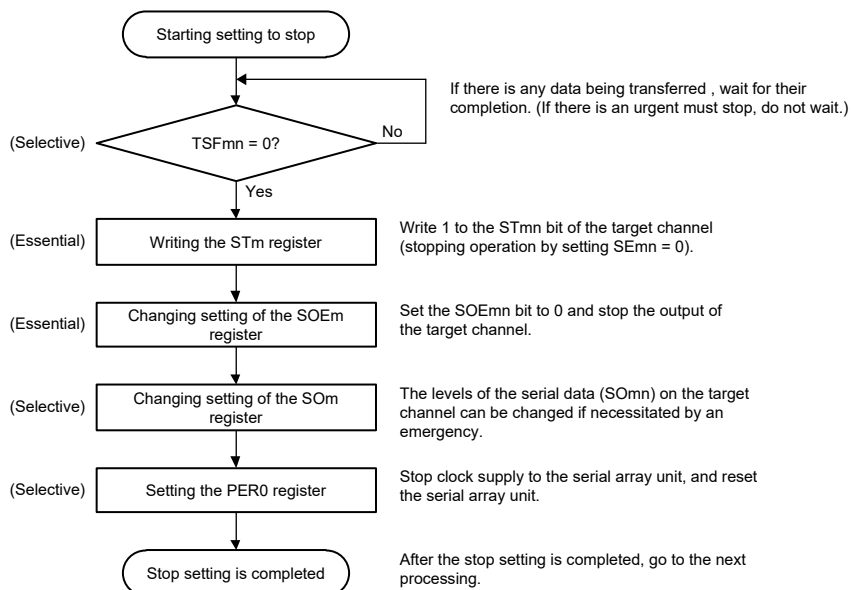 Starting setting to stop
If there is any data being transferred , wait for their
completion. (If there is an urgent must stop, do not wait.)
(Selective)
TSFmn = 0?
No
Yes
(Essential)
Writing the STm register
Write 1 to the STmn bit of the target channel
(stopping operation by setting SEmn = 0).
(Essential)
Changing setting of the SOEm
register
Set the SOEmn bit to 0 and stop the output of
the target channel.
(Selective)
Changing setting of the SOm
register
The levels of the serial data (SOmn) on the target
channel can be changed if necessitated by an
emergency.
(Selective)
Setting the PER0 register
Stop clock supply to the serial array unit, and reset
the serial array unit.
Stop setting is completed
After the stop setting is completed, go to the next
processing.